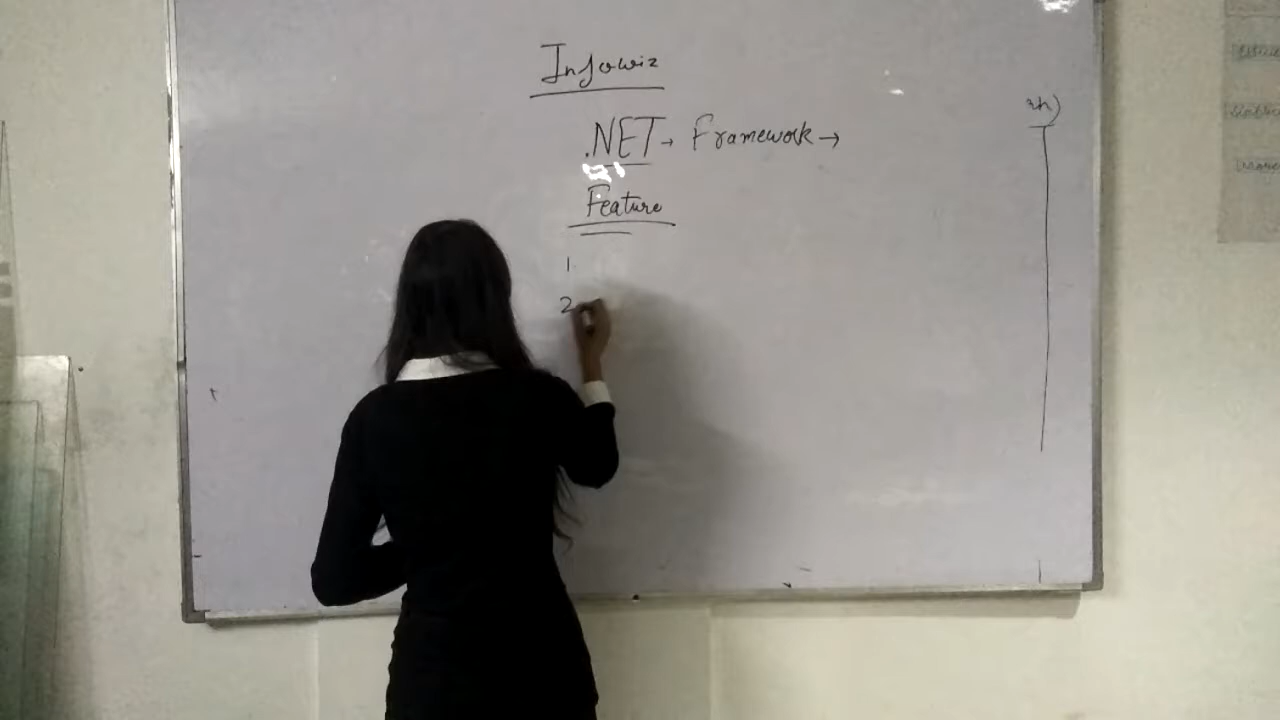 Infowiz
.NET → Framework →
Feature
1.
2